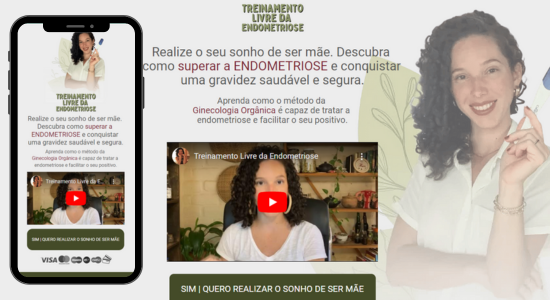 TREINAMENTO
LIVRE DA
ENDOMETRIOSE
Realize o seu sonho de ser mãe. Descubra
como superar a ENDOMETRIOSE e conquistar
uma gravidez saudável e segura.
Aprenda como o método da
Ginecologia Orgânica é capaz de tratar a
endometriose e facilitar o seu positivo.
Treinamento Livre da Endometriose
SIM | QUERO REALIZAR O SONHO DE SER MÃE
TREINAMENTO
LIVRE DA
ENDOMETRIOSE
Realize o seu sonho de ser mãe.
Descubra como superar a
ENDOMETRIOSE e conquiste
uma gravidez saudável e segura.
Aprenda como o Método da
Ginecologia Orgânica é capaz de tratar a
endometriose e facilitar o seu positivo.
Treinamento Livre da E...
SIM | QUERO REALIZAR O SONHO DE SER MÃE
VISA